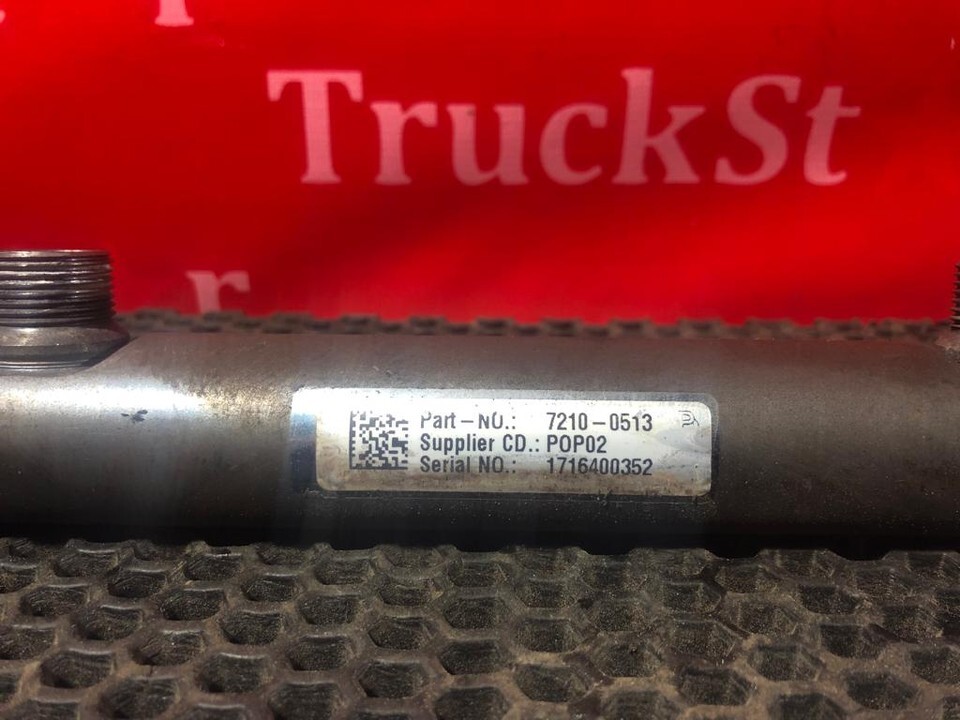 TruckSt
r
Part-NO.: 7210-0513
Supplier CD.: POP02
Serial NO.: 1716400352